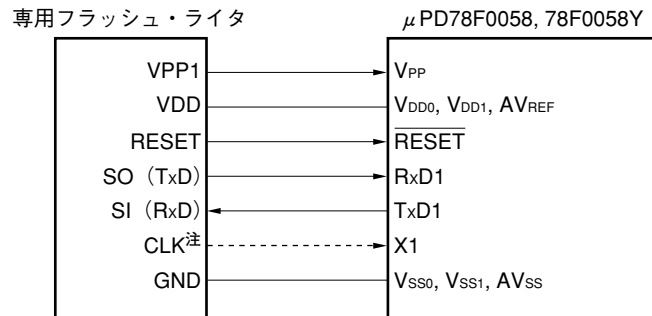 専用フラッシュ・ライタ μPD78F0058, 78F0058Y
VPP1 VPP
VDD VDD0, VDD1, AVREF
RESET RESET
SO（TxD） RxD1
SI（RxD） TxD1
CLK注 X1
GND VSS0, VSS1, AVSS